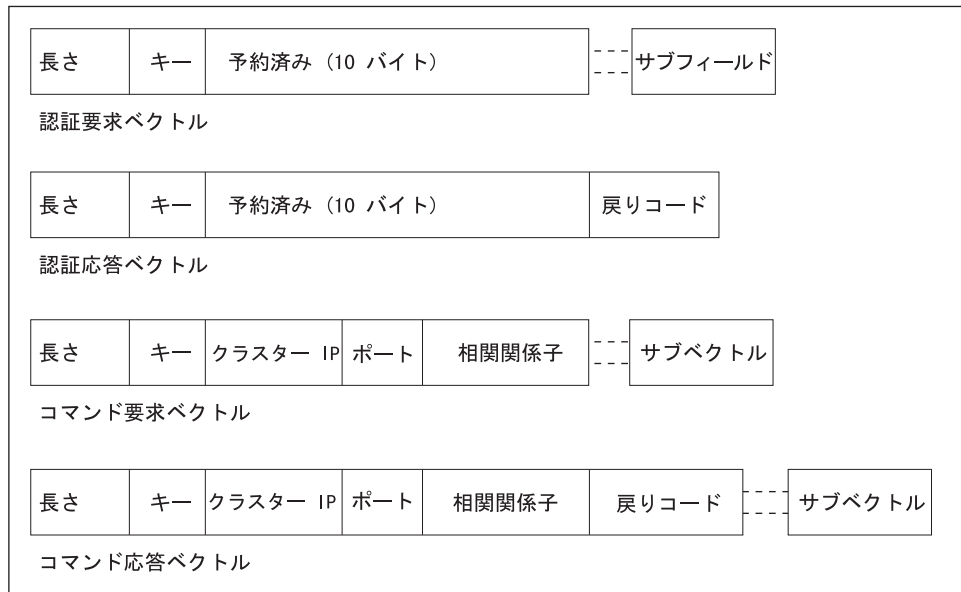 長さ キー 予約済み (10 バイト) サブフィールド
認証要求ベクトル
長さ キー 予約済み (10 バイト) 戻りコード
認証応答ベクトル
長さ キー クラスター IP ポート 相関関係子 サブベクトル
コマンド要求ベクトル
長さ キー クラスター IP ポート 相関関係子 戻りコード サブベクトル
コマンド応答ベクトル